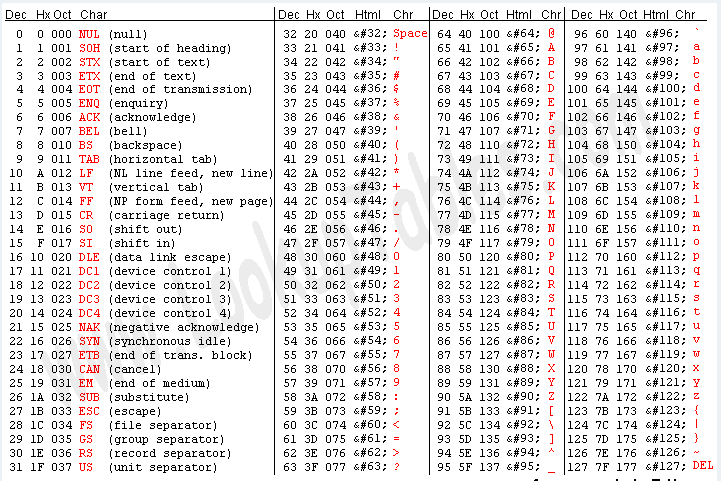 Dec Hx Oct Char
0 0 000 NUL (null)
1 1 001 SOH (start of heading)
2 2 002 STX (start of text)
3 3 003 ETX (end of text)
4 4 004 EOT (end of transmission)
5 5 005 ENQ (enquiry)
6 6 006 ACK (acknowledge)
7 7 007 BEL (bell)
8 8 010 BS (backspace)
9 9 011 TAB (horizontal tab)
10 A 012 LF (NL line feed, new line)
11 B 013 VT (vertical tab)
12 C 014 FF (NP form feed, new page)
13 D 015 CR (carriage return)
14 E 016 SO (shift out)
15 F 017 SI (shift in)
16 10 020 DLE (data link escape)
17 11 021 DC1 (device control 1)
18 12 022 DC2 (device control 2)
19 13 023 DC3 (device control 3)
20 14 024 DC4 (device control 4)
21 15 025 NAK (negative acknowledge)
22 16 026 SYN (synchronous idle)
23 17 027 ETB (end of trans. block)
24 18 030 CAN (cancel)
25 19 031 EM (end of medium)
26 1A 032 SUB (substitute)
27 1B 033 ESC (escape)
28 1C 034 FS (file separator)
29 1D 035 GS (group separator)
30 1E 036 RS (record separator)
31 1F 037 US (unit separator)
Dec Hx Oct Html Chr
32 20 040 &#32; Space
33 21 041 &#33; !
34 22 042 &#34; "
35 23 043 &#35; #
36 24 044 &#36; $
37 25 045 &#37; %
38 26 046 &#38; &
39 27 047 &#39; '
40 28 050 &#40; (
41 29 051 &#41; )
42 2A 052 &#42; *
43 2B 053 &#43; +
44 2C 054 &#44; ,
45 2D 055 &#45; -
46 2E 056 &#46; .
47 2F 057 &#47; /
48 30 060 &#48; 0
49 31 061 &#49; 1
50 32 062 &#50; 2
51 33 063 &#51; 3
52 34 064 &#52; 4
53 35 065 &#53; 5
54 36 066 &#54; 6
55 37 067 &#55; 7
56 38 070 &#56; 8
57 39 071 &#57; 9
58 3A 072 &#58; :
59 3B 073 &#59; ;
60 3C 074 &#60; <
61 3D 075 &#61; =
62 3E 076 &#62; >
63 3F 077 &#63; ?
Dec Hx Oct Html Chr
64 40 100 &#64; @
65 41 101 &#65; A
66 42 102 &#66; B
67 43 103 &#67; C
68 44 104 &#68; D
69 45 105 &#69; E
70 46 106 &#70; F
71 47 107 &#71; G
72 48 110 &#72; H
73 49 111 &#73; I
74 4A 112 &#74; J
75 4B 113 &#75; K
76 4C 114 &#76; L
77 4D 115 &#77; M
78 4E 116 &#78; N
79 4F 117 &#79; O
80 50 120 &#80; P
81 51 121 &#81; Q
82 52 122 &#82; R
83 53 123 &#83; S
84 54 124 &#84; T
85 55 125 &#85; U
86 56 126 &#86; V
87 57 127 &#87; W
88 58 130 &#88; X
89 59 131 &#89; Y
90 5A 132 &#90; Z
91 5B 133 &#91; [
92 5C 134 &#92; \
93 5D 135 &#93; ]
94 5E 136 &#94; ^
95 5F 137 &#95; _
Dec Hx Oct Html Chr
96 60 140 &#96; `
97 61 141 &#97; a
98 62 142 &#98; b
99 63 143 &#99; c
100 64 144 &#100; d
101 65 145 &#101; e
102 66 146 &#102; f
103 67 147 &#103; g
104 68 150 &#104; h
105 69 151 &#105; i
106 6A 152 &#106; j
107 6B 153 &#107; k
108 6C 154 &#108; l
109 6D 155 &#109; m
110 6E 156 &#110; n
111 6F 157 &#111; o
112 70 160 &#112; p
113 71 161 &#113; q
114 72 162 &#114; r
115 73 163 &#115; s
116 74 164 &#116; t
117 75 165 &#117; u
118 76 166 &#118; v
119 77 167 &#119; w
120 78 170 &#120; x
121 79 171 &#121; y
122 7A 172 &#122; z
123 7B 173 &#123; {
124 7C 174 &#124; |
125 7D 175 &#125; }
126 7E 176 &#126; ~
127 7F 177 &#127; DEL